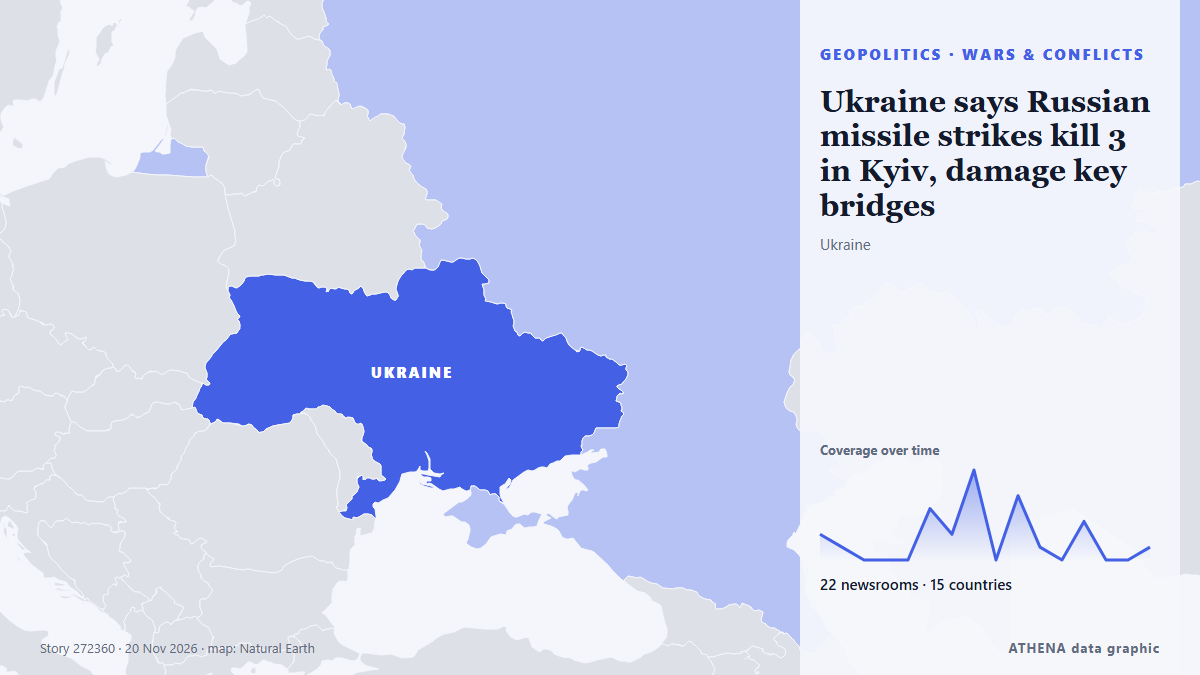 GEOPOLITICS · WARS & CONFLICTS
Ukraine says Russian
missile strikes kill 3
in Kyiv, damage key
bridges
Ukraine
UKRAINE
Coverage over time
22 newsrooms · 15 countries
Story 272360 · 20 Nov 2026 · map: Natural Earth
ATHENA data graphic